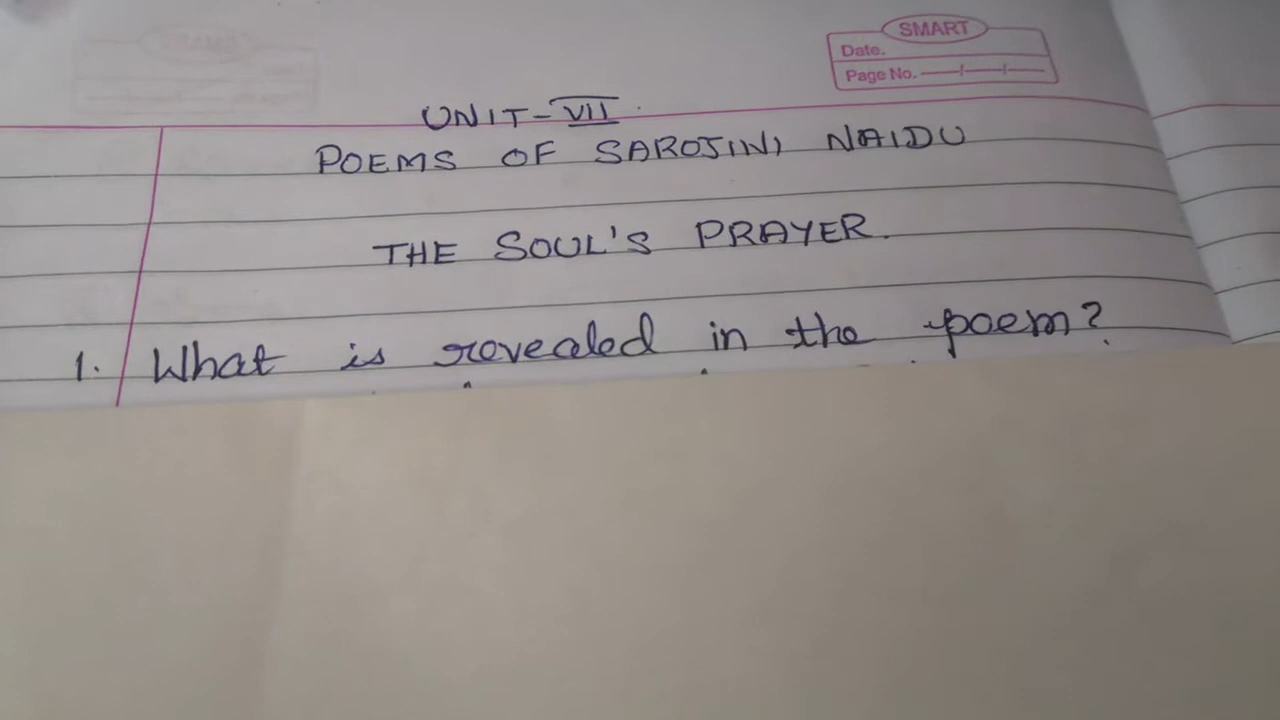 SMART
Date.
Page No.
UNIT-VII.
POEMS OF SAROJINI NAIDU
THE SOUL'S PRAYER.
1. What is revealed in the poem?